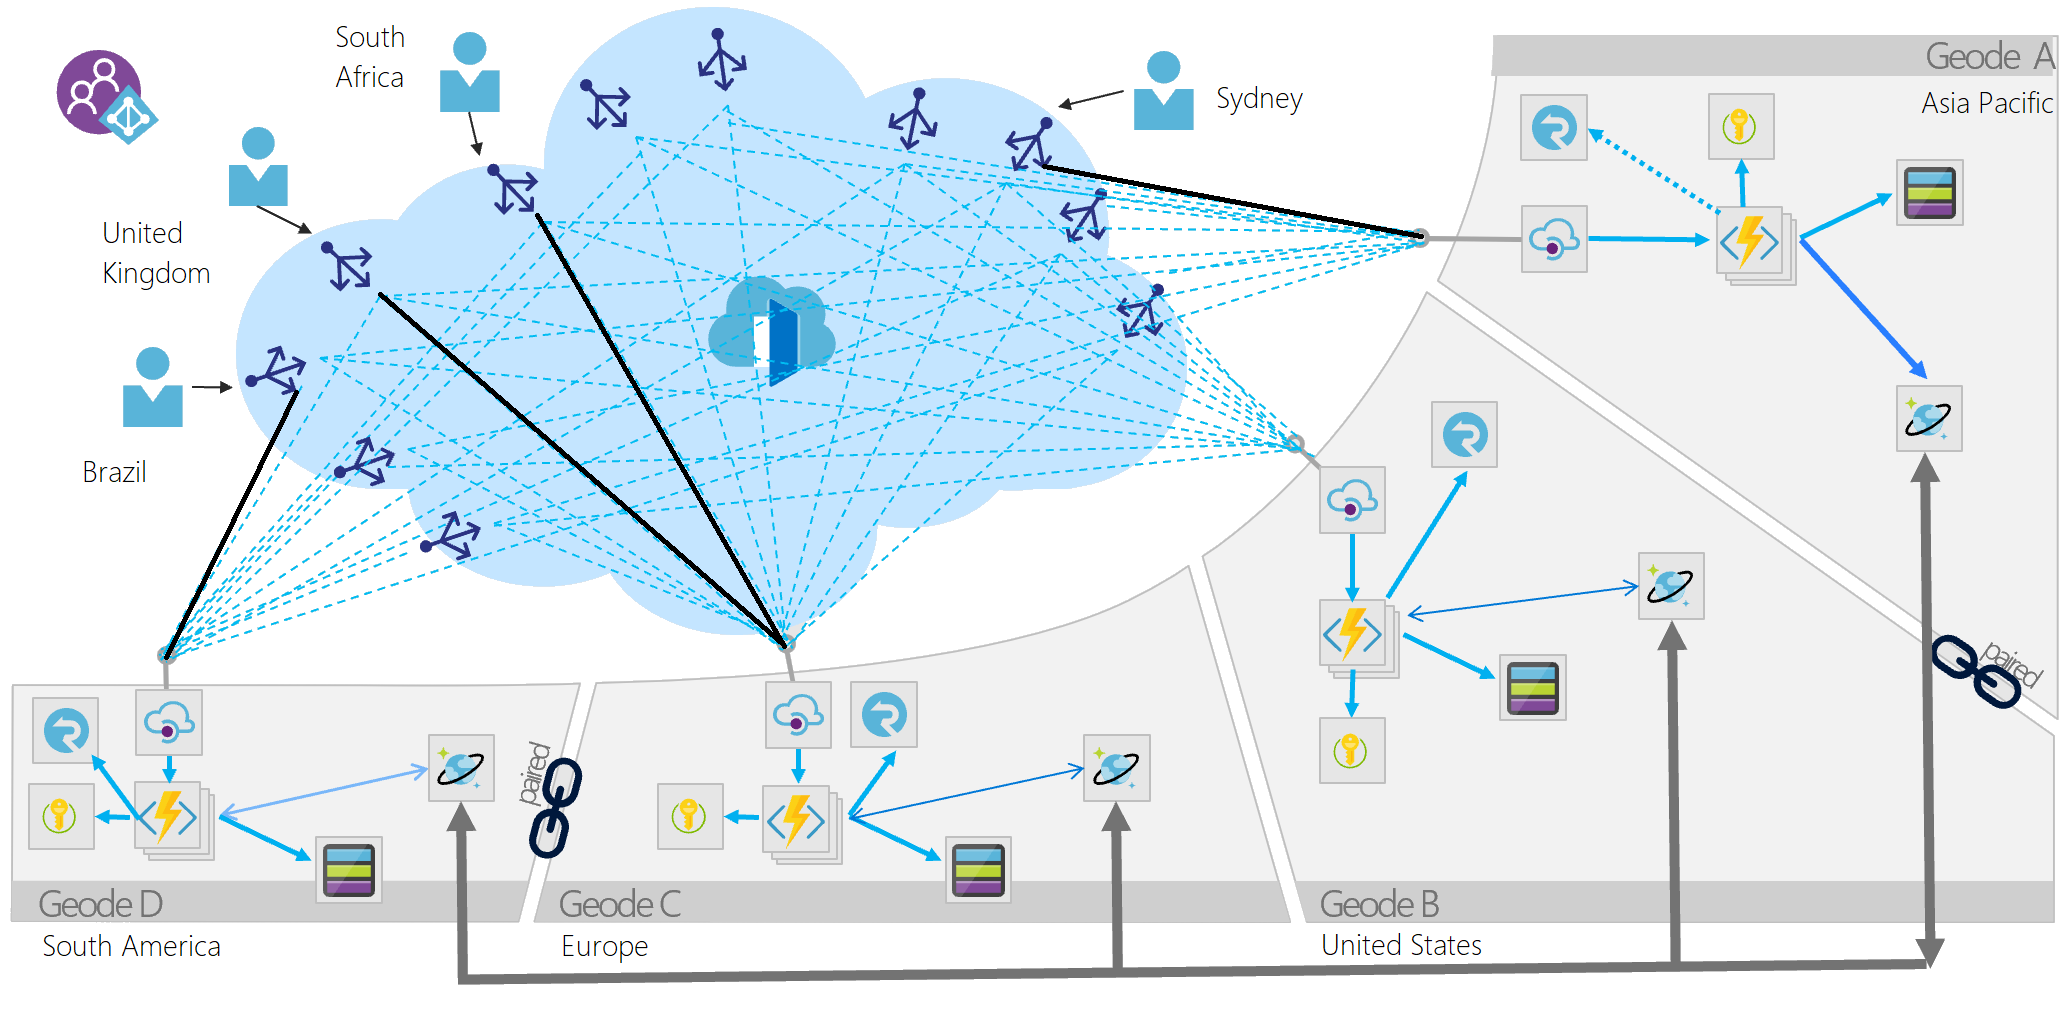 South
Africa
Sydney
United
Kingdom
Brazil
Geode A
Asia Pacific
paired
paired
Geode D
South America
Geode C
Europe
Geode B
United States